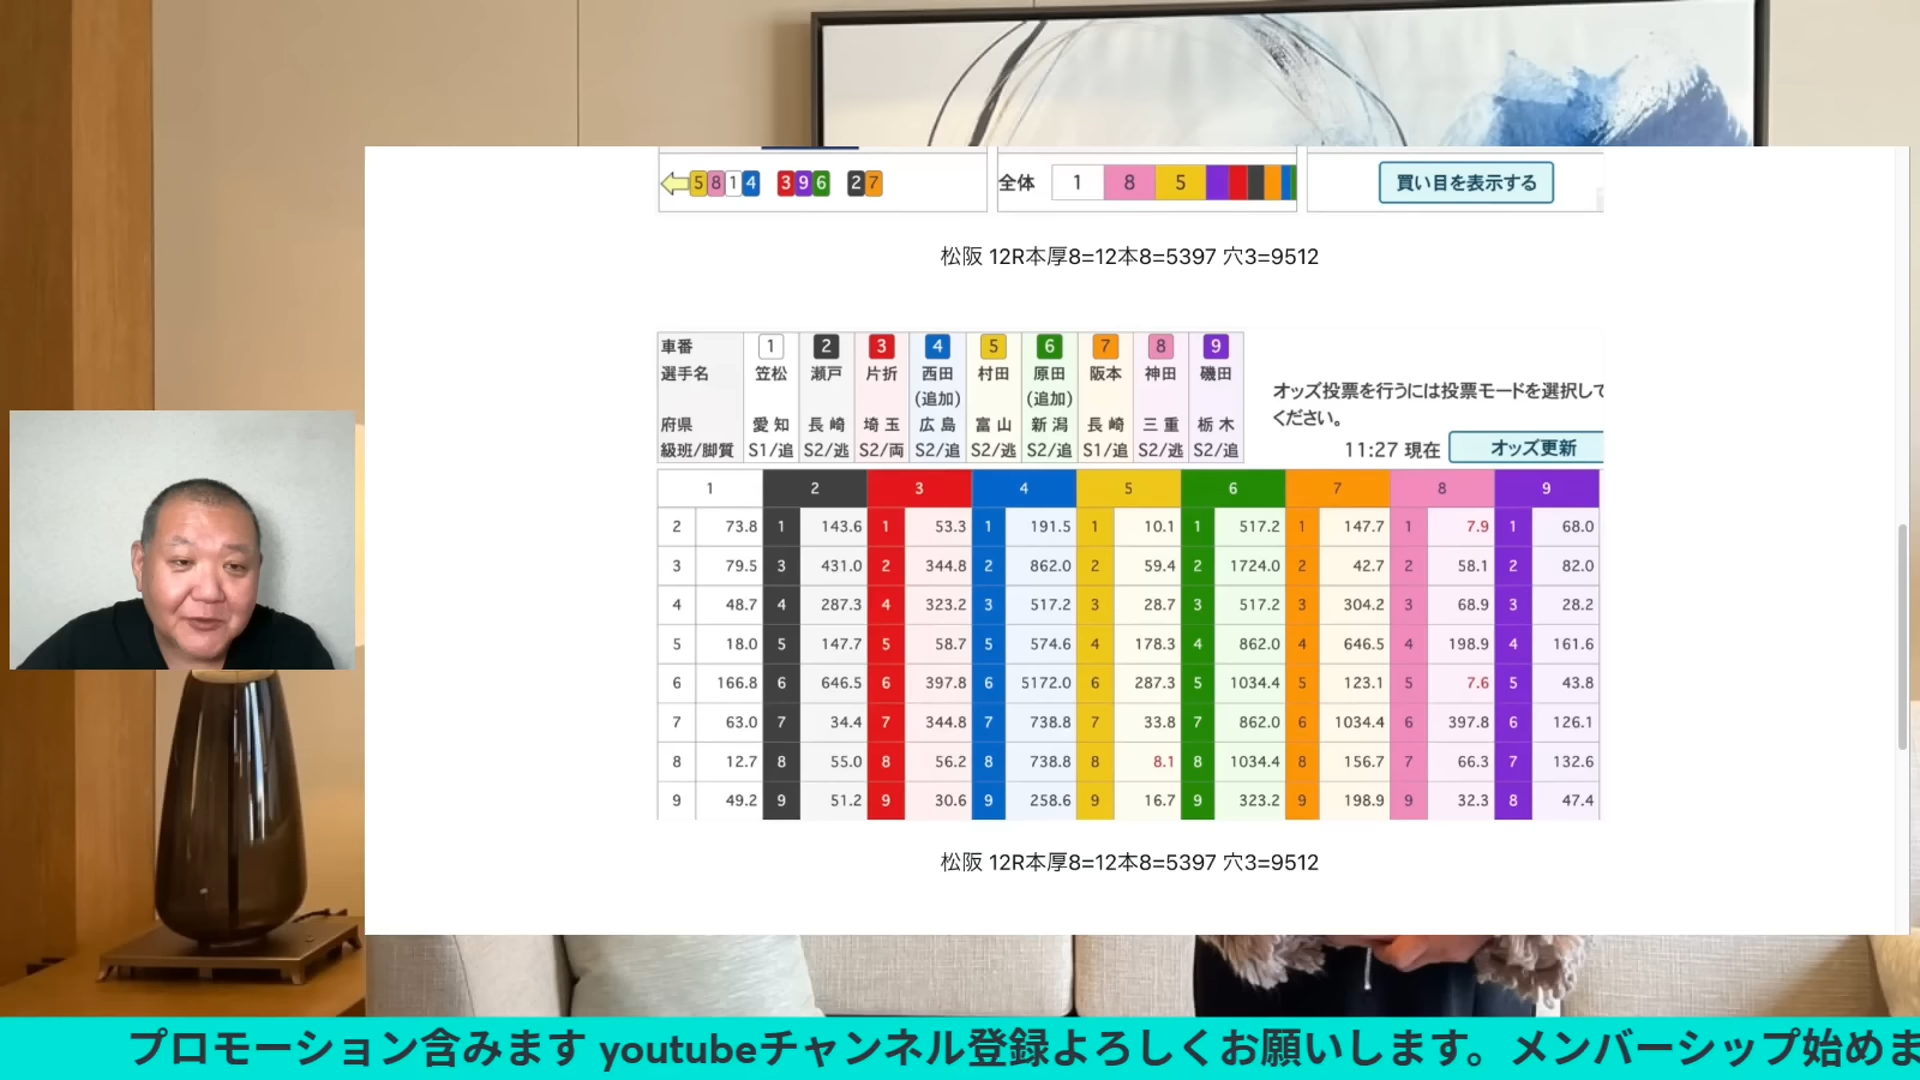 5814 396 27
全体 1 8 5
買い目を表示する
松阪 12R本厚8=12本8=5397 穴3=9512
車番 1 2 3 4 5 6 7 8 9
選手名 笠松 瀬戸 片折 西田 村田 原田 阪本 神田 磯田
(追加) (追加)
府県 愛知 長崎 埼玉 広島 富山 新潟 長崎 三重 栃木
級班/脚質 S1/追 S2/逃 S2/両 S2/追 S2/逃 S2/追 S1/追 S2/逃 S2/追
オッズ投票を行うには投票モードを選択して
ください。
11:27 現在 オッズ更新
1 2 3 4 5 6 7 8 9
2 73.8 1 143.6 1 53.3 1 191.5 1 10.1 1 517.2 1 147.7 1 7.9 1 68.0
3 79.5 3 431.0 2 344.8 2 862.0 2 59.4 2 1724.0 2 42.7 2 58.1 2 82.0
4 48.7 4 287.3 4 323.2 3 517.2 3 28.7 3 517.2 3 304.2 3 68.9 3 28.2
5 18.0 5 147.7 5 58.7 5 574.6 4 178.3 4 862.0 4 646.5 4 198.9 4 161.6
6 166.8 6 646.5 6 397.8 6 5172.0 6 287.3 5 1034.4 5 123.1 5 7.6 5 43.8
7 63.0 7 34.4 7 344.8 7 738.8 7 33.8 7 862.0 6 1034.4 6 397.8 6 126.1
8 12.7 8 55.0 8 56.2 8 738.8 8 8.1 8 1034.4 8 156.7 7 66.3 7 132.6
9 49.2 9 51.2 9 30.6 9 258.6 9 16.7 9 323.2 9 198.9 9 32.3 8 47.4
松阪 12R本厚8=12本8=5397 穴3=9512
プロモーション含みます youtubeチャンネル登録よろしくお願いします。メンバーシップ始めま